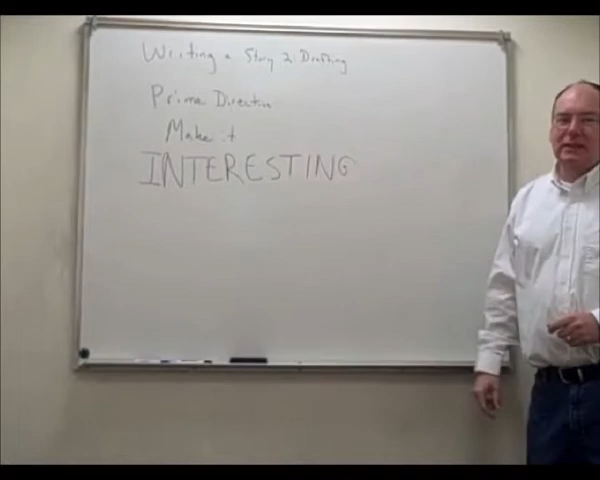 Writing a Story 2: Drafting
Prime Directive
Make it
INTERESTING